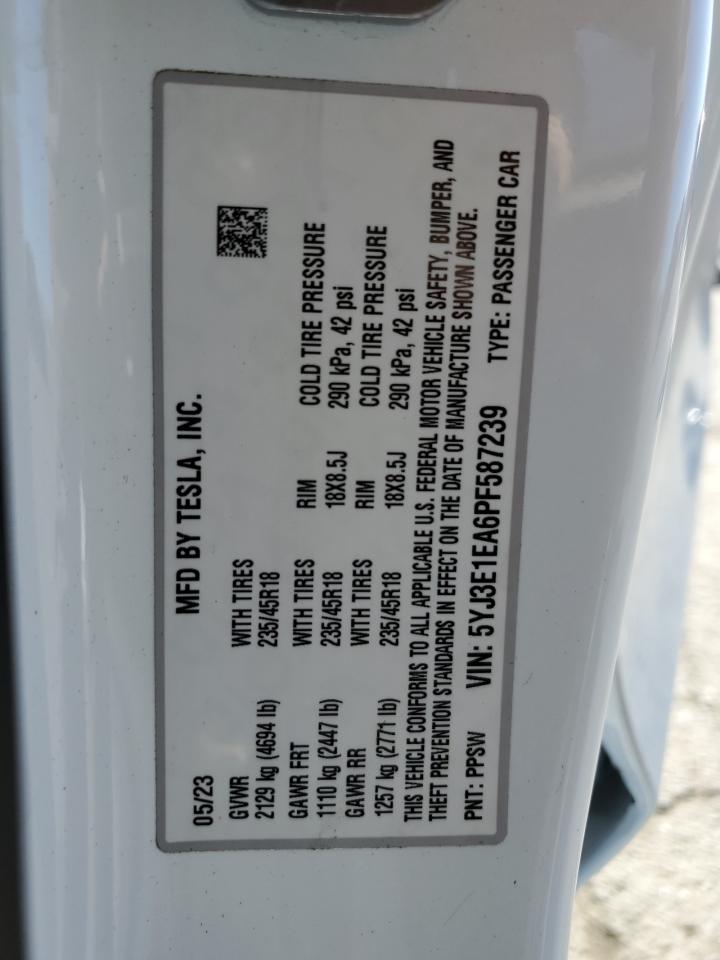 MFD BY TESLA, INC.
05/23
GVWR WITH TIRES
2129 kg (4694 lb) 235/45R18
GAWR FRT WITH TIRES RIM COLD TIRE PRESSURE
1110 kg (2447 lb) 235/45R18 18X8.5J 290 kPa, 42 psi
GAWR RR WITH TIRES RIM COLD TIRE PRESSURE
1257 kg (2771 lb) 235/45R18 18X8.5J 290 kPa, 42 psi
THIS VEHICLE CONFORMS TO ALL APPLICABLE U.S. FEDERAL MOTOR VEHICLE SAFETY, BUMPER, AND
THEFT PREVENTION STANDARDS IN EFFECT ON THE DATE OF MANUFACTURE SHOWN ABOVE.
PNT: PPSW VIN: 5YJ3E1EA6PF587239 TYPE: PASSENGER CAR